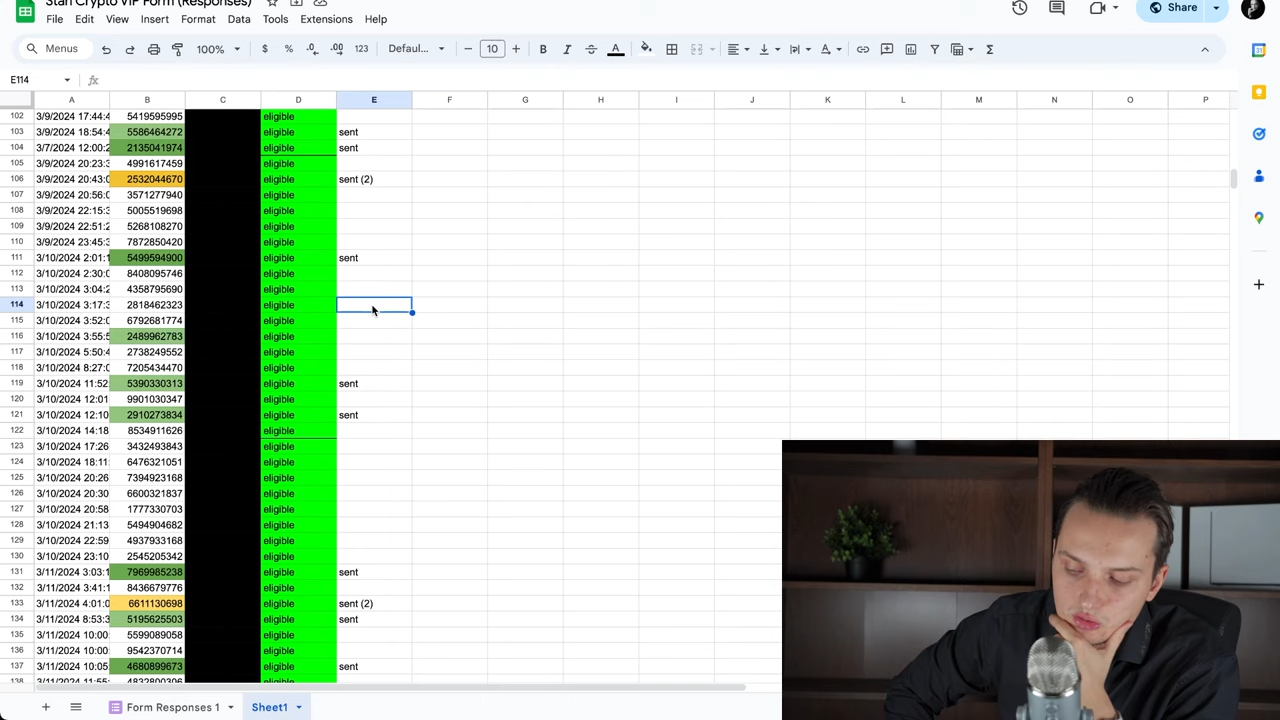 Stan Crypto VIP Form (Responses)
File Edit View Insert Format Data Tools Extensions Help
Share
Menus 100% $ % .0 .00 123 Defaul... 10 B I A
E114 fx
A B C D E F G H I J K L M N O P
102 3/9/2024 17:44:4 5419595995 eligible
103 3/9/2024 18:54:4 5586464272 eligible sent
104 3/7/2024 12:00:2 2135041974 eligible sent
105 3/9/2024 20:23:3 4991617459 eligible
106 3/9/2024 20:43:0 2532044670 eligible sent (2)
107 3/9/2024 20:56:0 3571277940 eligible
108 3/9/2024 22:15:3 5005519698 eligible
109 3/9/2024 22:51:2 5268108270 eligible
110 3/9/2024 23:45:3 7872850420 eligible
111 3/10/2024 2:01:1 5499594900 eligible sent
112 3/10/2024 2:30:0 8408095746 eligible
113 3/10/2024 3:04:2 4358795690 eligible
114 3/10/2024 3:17:3 2818462323 eligible
115 3/10/2024 3:52:0 6792681774 eligible
116 3/10/2024 3:55:5 2489962783 eligible
117 3/10/2024 5:50:4 2738249552 eligible
118 3/10/2024 8:27:0 7205434470 eligible
119 3/10/2024 11:52: 5390330313 eligible sent
120 3/10/2024 12:01: 9901030347 eligible
121 3/10/2024 12:10: 2910273834 eligible sent
122 3/10/2024 14:18: 8534911626 eligible
123 3/10/2024 17:26: 3432493843 eligible
124 3/10/2024 18:11: 6476321051 eligible
125 3/10/2024 20:26: 7394923168 eligible
126 3/10/2024 20:30: 6600321837 eligible
127 3/10/2024 20:58: 1777330703 eligible
128 3/10/2024 21:13: 5494904682 eligible
129 3/10/2024 22:59: 4937933168 eligible
130 3/10/2024 23:10: 2545205342 eligible
131 3/11/2024 3:03:1 7969985238 eligible sent
132 3/11/2024 3:41:1 8436679776 eligible
133 3/11/2024 4:01:0 6611130698 eligible sent (2)
134 3/11/2024 8:53:3 5195625503 eligible sent
135 3/11/2024 10:00: 5599089058 eligible
136 3/11/2024 10:00: 9542370714 eligible
137 3/11/2024 10:05: 4680899673 eligible sent
138 3/11/2024 11:55: 4832800306 eligible
Form Responses 1 Sheet1